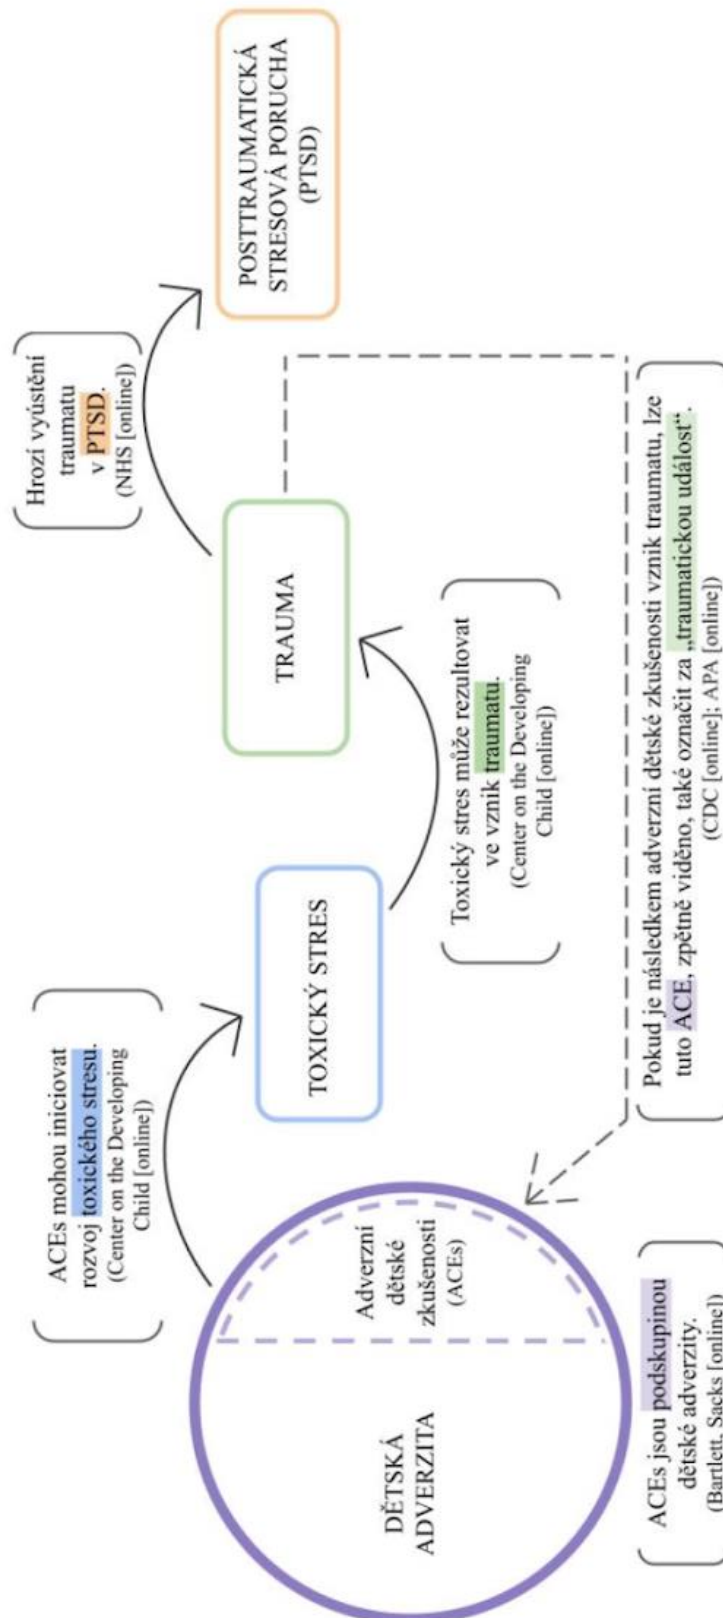 ACEs mohou iniciovat
rozvoj toxického stresu.
(Center on the Developing
Child [online])
Hrozí vyústění
traumatu
v PTSD.
(NHS [online])
DĚTSKÁ
ADVERZITA
Adverzní
dětské
zkušenosti
(ACEs)
TOXICKÝ STRES
TRAUMA
POSTTRAUMATICKÁ
STRESOVÁ PORUCHA
(PTSD)
Toxický stres může rezultovat
ve vznik traumatu.
(Center on the Developing
Child [online])
ACEs jsou podskupinou
dětské adverzity.
(Bartlett, Sacks [online])
Pokud je následkem adverzní dětské zkušenosti vznik traumatu, lze
tuto ACE, zpětně viděno, také označit za „traumatickou událost“.
(CDC [online]; APA [online])